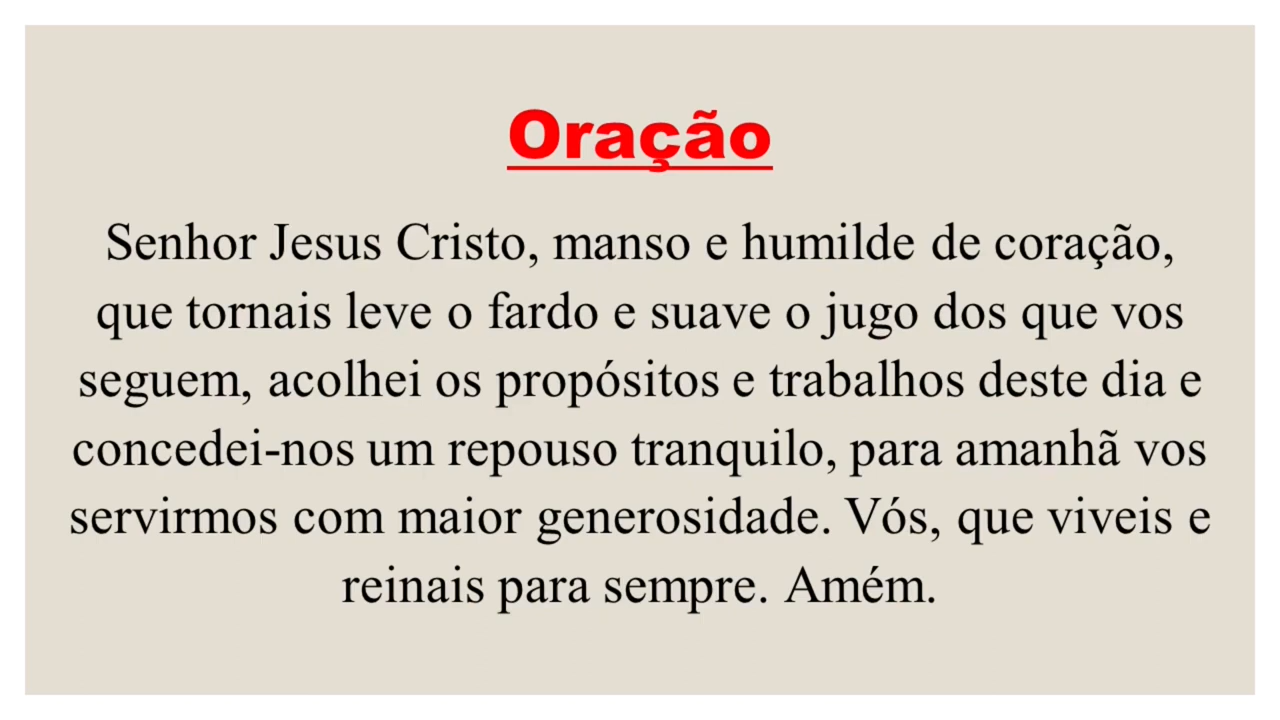 Oração
Senhor Jesus Cristo, manso e humilde de coração,
que tornais leve o fardo e suave o jugo dos que vos
seguem, acolhei os propósitos e trabalhos deste dia e
concedei-nos um repouso tranquilo, para amanhã vos
servirmos com maior generosidade. Vós, que viveis e
reinais para sempre. Amém.